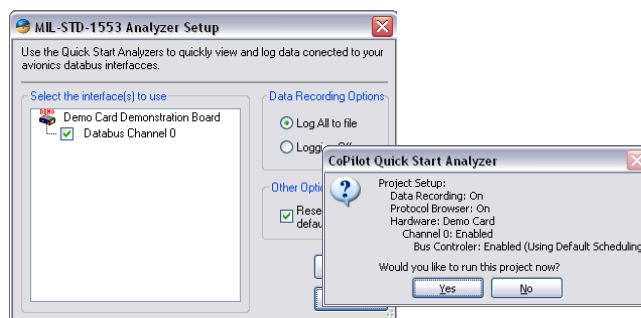 MIL-STD-1553 Analyzer Setup
Use the Quick Start Analyzers to quickly view and log data conected to your
avionics databus interfacces.
Select the interface(s) to use
DEMO
Demo Card Demonstration Board
Databus Channel 0
Data Recording Options
Log All to file
Other
CoPilot Quick Start Analyzer
Project Setup:
Data Recording: On
Protocol Browser: On
Hardware: Demo Card
Channel 0: Enabled
Bus Controler: Enabled (Using Default Scheduling
Would you like to run this project now?
Yes
No